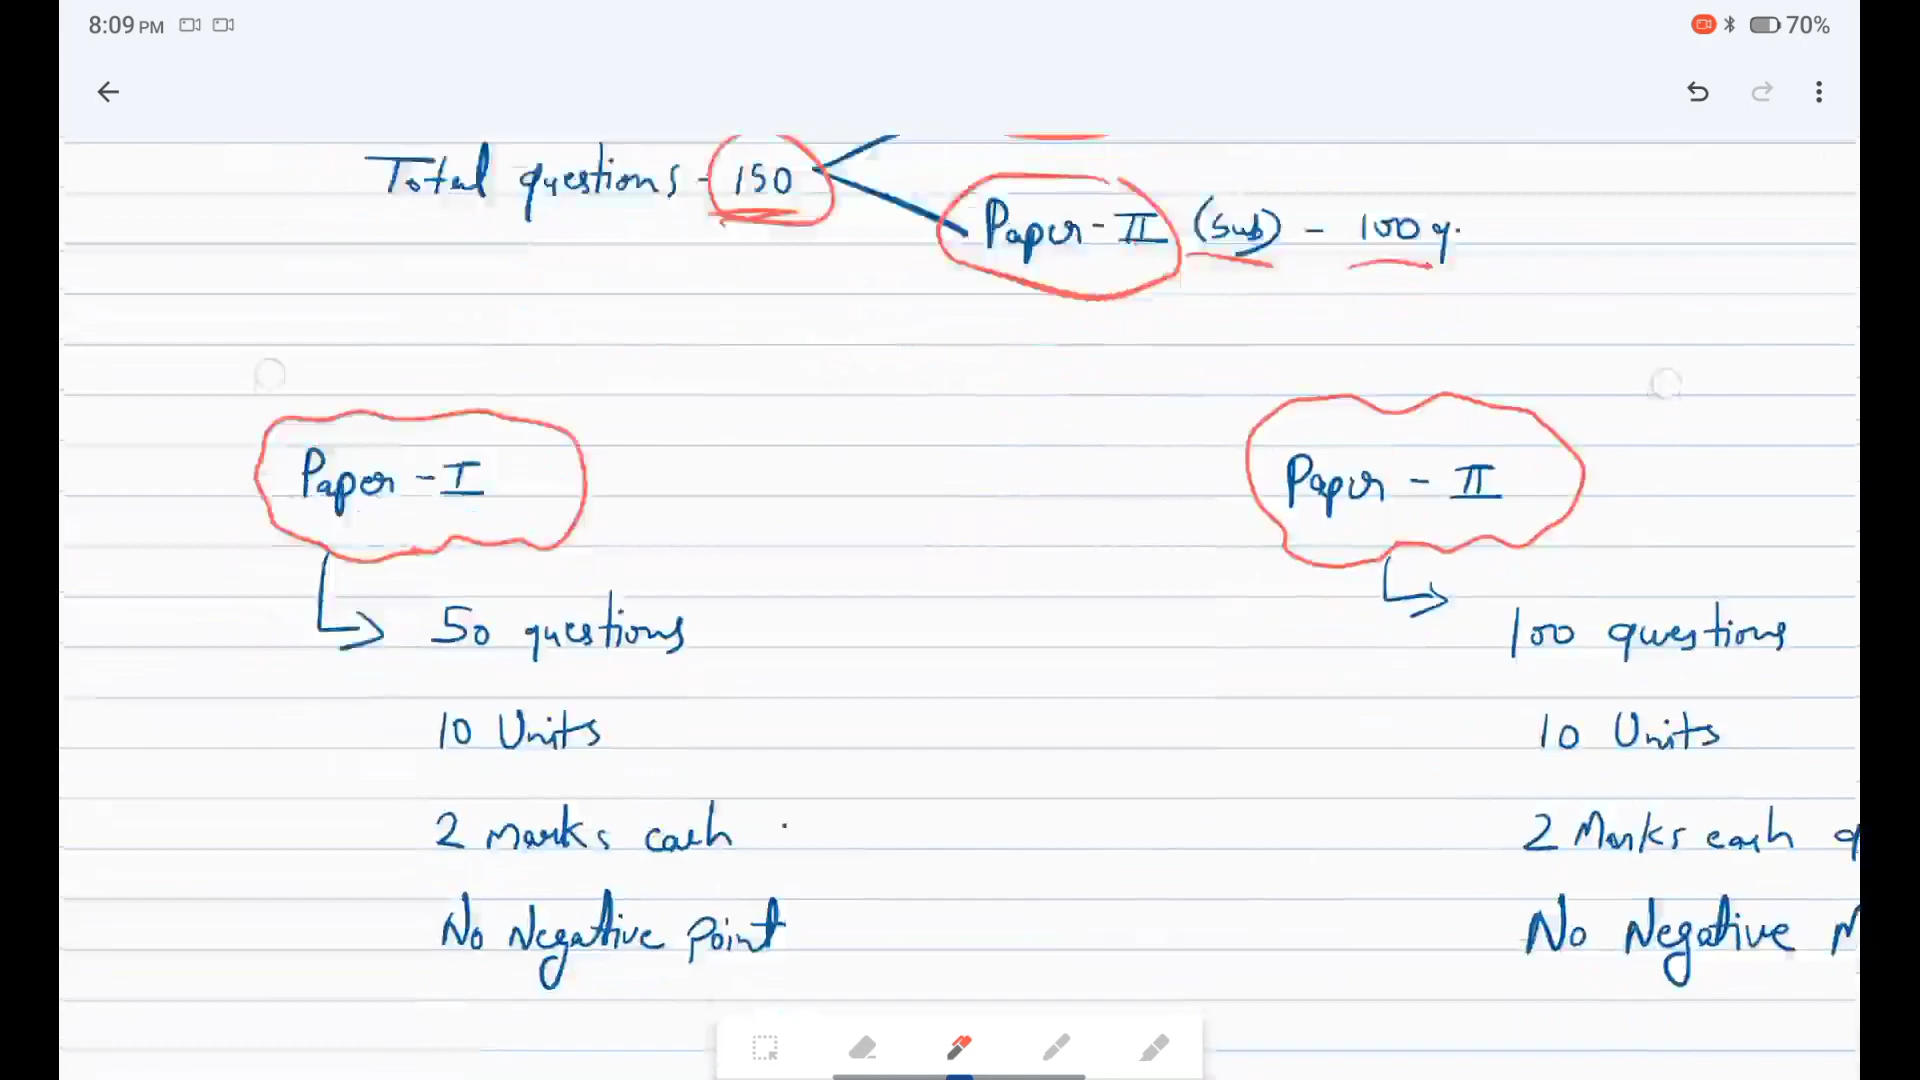 8:09 PM 70%
Total questions - 150
Paper - II (Sub) - 100 q.
Paper - I
Paper - II
50 questions
100 questions
10 Units
10 Units
2 marks each
2 Marks each q
No Negative point
No Negative M